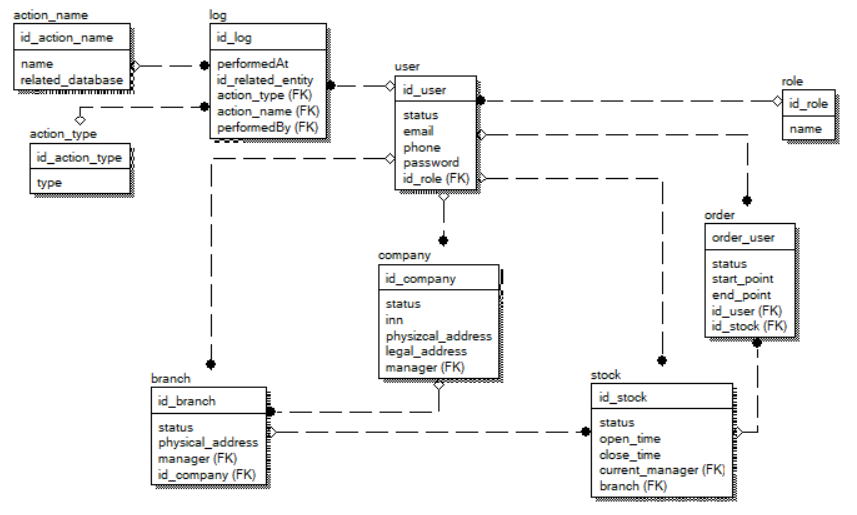 action_name
id_action_name
name
related_database
log
id_log
performedAt
id_related_entity
action_type (FK)
action_name (FK)
performedBy (FK)
user
id_user
status
email
phone
password
id_role (FK)
role
id_role
name
action_type
id_action_type
type
order
order_user
status
start_point
end_point
id_user (FK)
id_stock (FK)
company
id_company
status
inn
physizcal_address
legal_address
manager (FK)
branch
id_branch
status
physical_address
manager (FK)
id_company (FK)
stock
id_stock
status
open_time
close_time
current_manager (FK)
branch (FK)